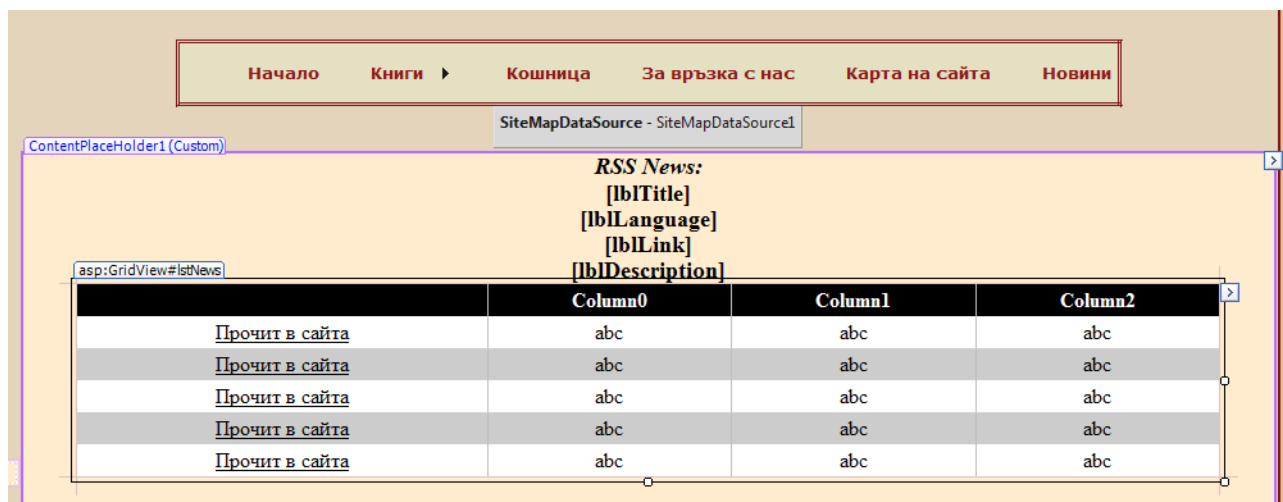 Начало Книги Кошница За връзка с нас Карта на сайта Новини
SiteMapDataSource - SiteMapDataSource1
ContentPlaceHolder1 (Custom)
RSS News:
[lblTitle]
[lblLanguage]
[lblLink]
[lblDescription]
asp:GridView#lstNews
Column0 Column1 Column2
Прочит в сайта abc abc abc
Прочит в сайта abc abc abc
Прочит в сайта abc abc abc
Прочит в сайта abc abc abc
Прочит в сайта abc abc abc